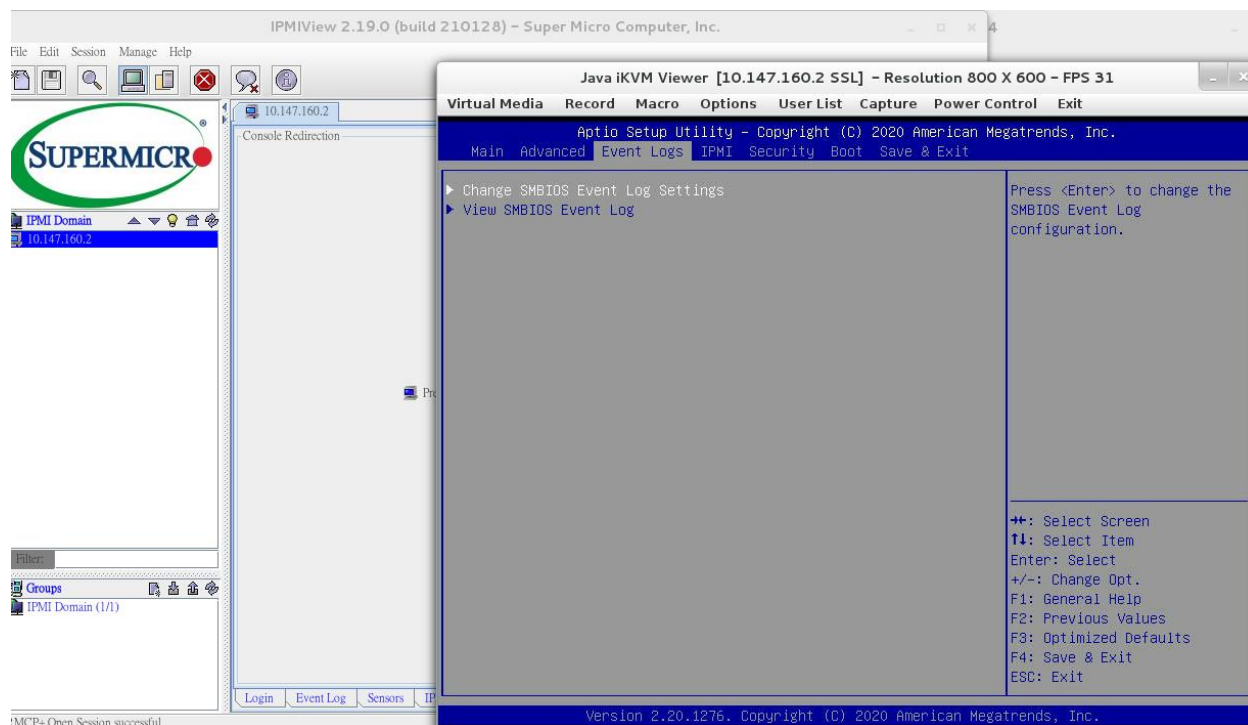 IPMIView 2.19.0 (build 210128) - Super Micro Computer, Inc.
4
File Edit Session Manage Help
SUPERMICR
®
IPMI Domain
10.147.160.2
Filter:
Groups
IPMI Domain (1/1)
10.147.160.2
Console Redirection
Login Event Log Sensors
MCP+ Open Session successful
Java iKVM Viewer [10.147.160.2 SSL] - Resolution 800 X 600 - FPS 31
Virtual Media Record Macro Options User List Capture Power Control Exit
Aptio Setup Utility - Copyright (C) 2020 American Megatrends, Inc.
Main Advanced Event Logs IPMI Security Boot Save & Exit
Change SMBIOS Event Log Settings
View SMBIOS Event Log
Press <Enter> to change the
SMBIOS Event Log
configuration.
→←: Select Screen
↑↓: Select Item
Enter: Select
+/-: Change Opt.
F1: General Help
F2: Previous Values
F3: Optimized Defaults
F4: Save & Exit
ESC: Exit
Version 2.20.1276. Copyright (C) 2020 American Megatrends, Inc.